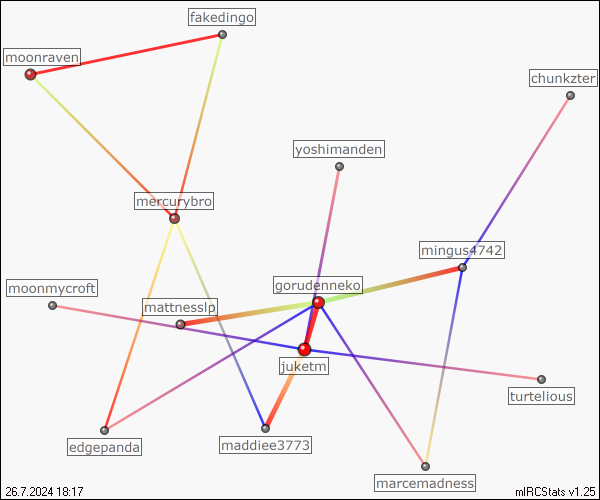 fakedingo
moonraven
chunkzter
yoshimanden
mercurybro
mingus4742
gorudenneko
moonmycroft
mattnesslp
juketm
turtelious
maddiee3773
edgepanda
marcemadness
26.7.2024 18:17
mIRCStats v1.25